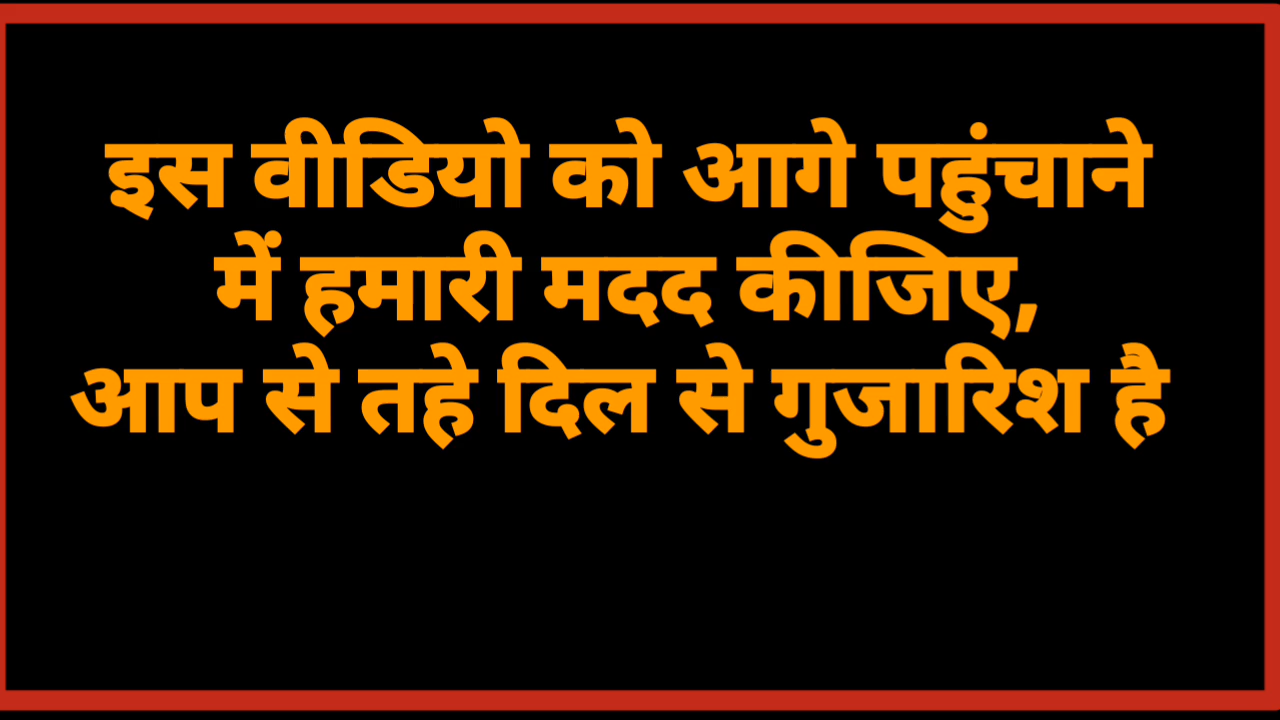 इस वीडियो को आगे पहुंचाने
में हमारी मदद कीजिए,
आप से तहे दिल से गुजारिश है